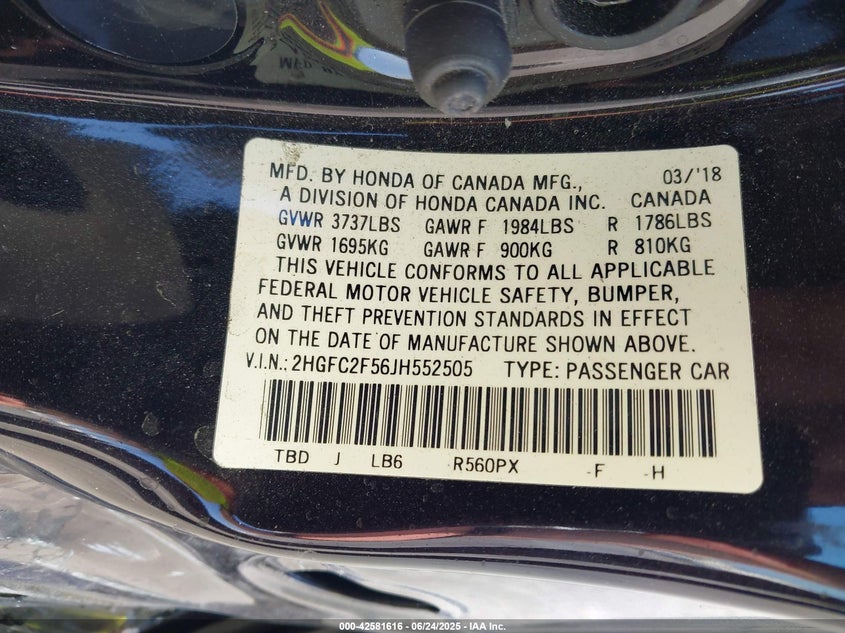 MFD. BY HONDA OF CANADA MFG., 03/'18
A DIVISION OF HONDA CANADA INC. CANADA
GVWR 3737LBS GAWR F 1984LBS R 1786LBS
GVWR 1695KG GAWR F 900KG R 810KG
THIS VEHICLE CONFORMS TO ALL APPLICABLE
FEDERAL MOTOR VEHICLE SAFETY, BUMPER,
AND THEFT PREVENTION STANDARDS IN EFFECT
ON THE DATE OF MANUFACTURE SHOWN ABOVE.
V.I.N.: 2HGFC2F56JH552505 TYPE: PASSENGER CAR
TBD J LB6 R560PX -F -H
000-42581616 - 06/24/2025 - IAA Inc.